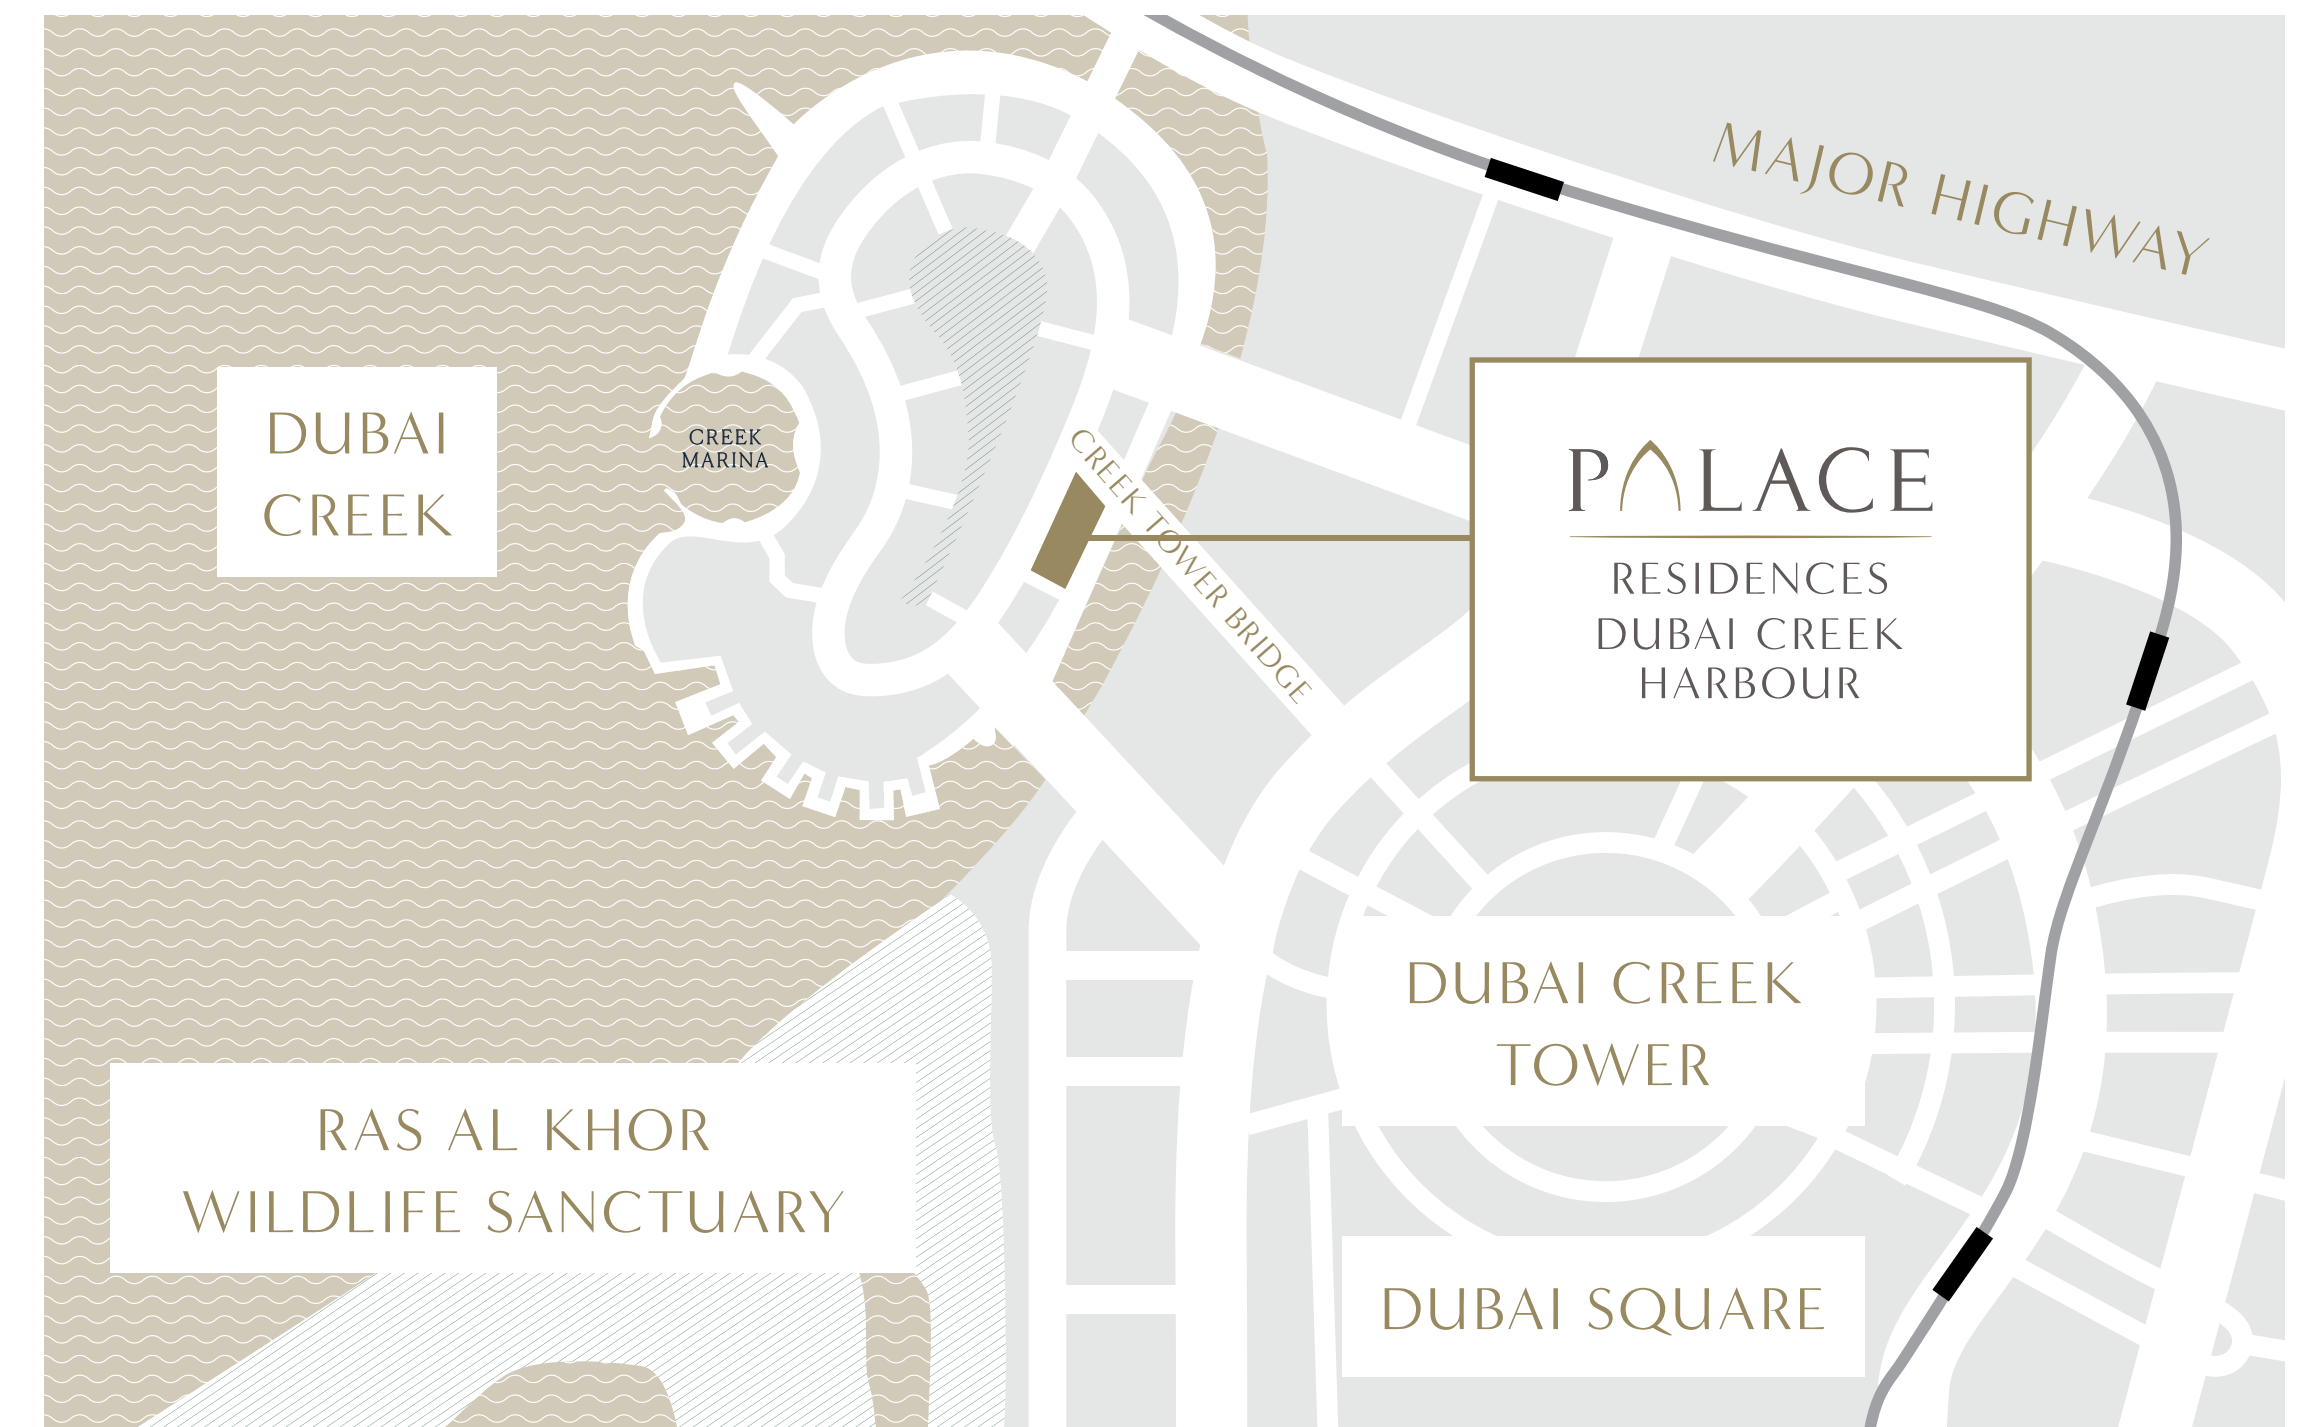 MAJOR HIGHWAY
DUBAI
CREEK
CREEK
MARINA
CREEK TOWER BRIDGE
PALACE
RESIDENCES
DUBAI CREEK
HARBOUR
DUBAI CREEK
TOWER
RAS AL KHOR
WILDLIFE SANCTUARY
DUBAI SQUARE